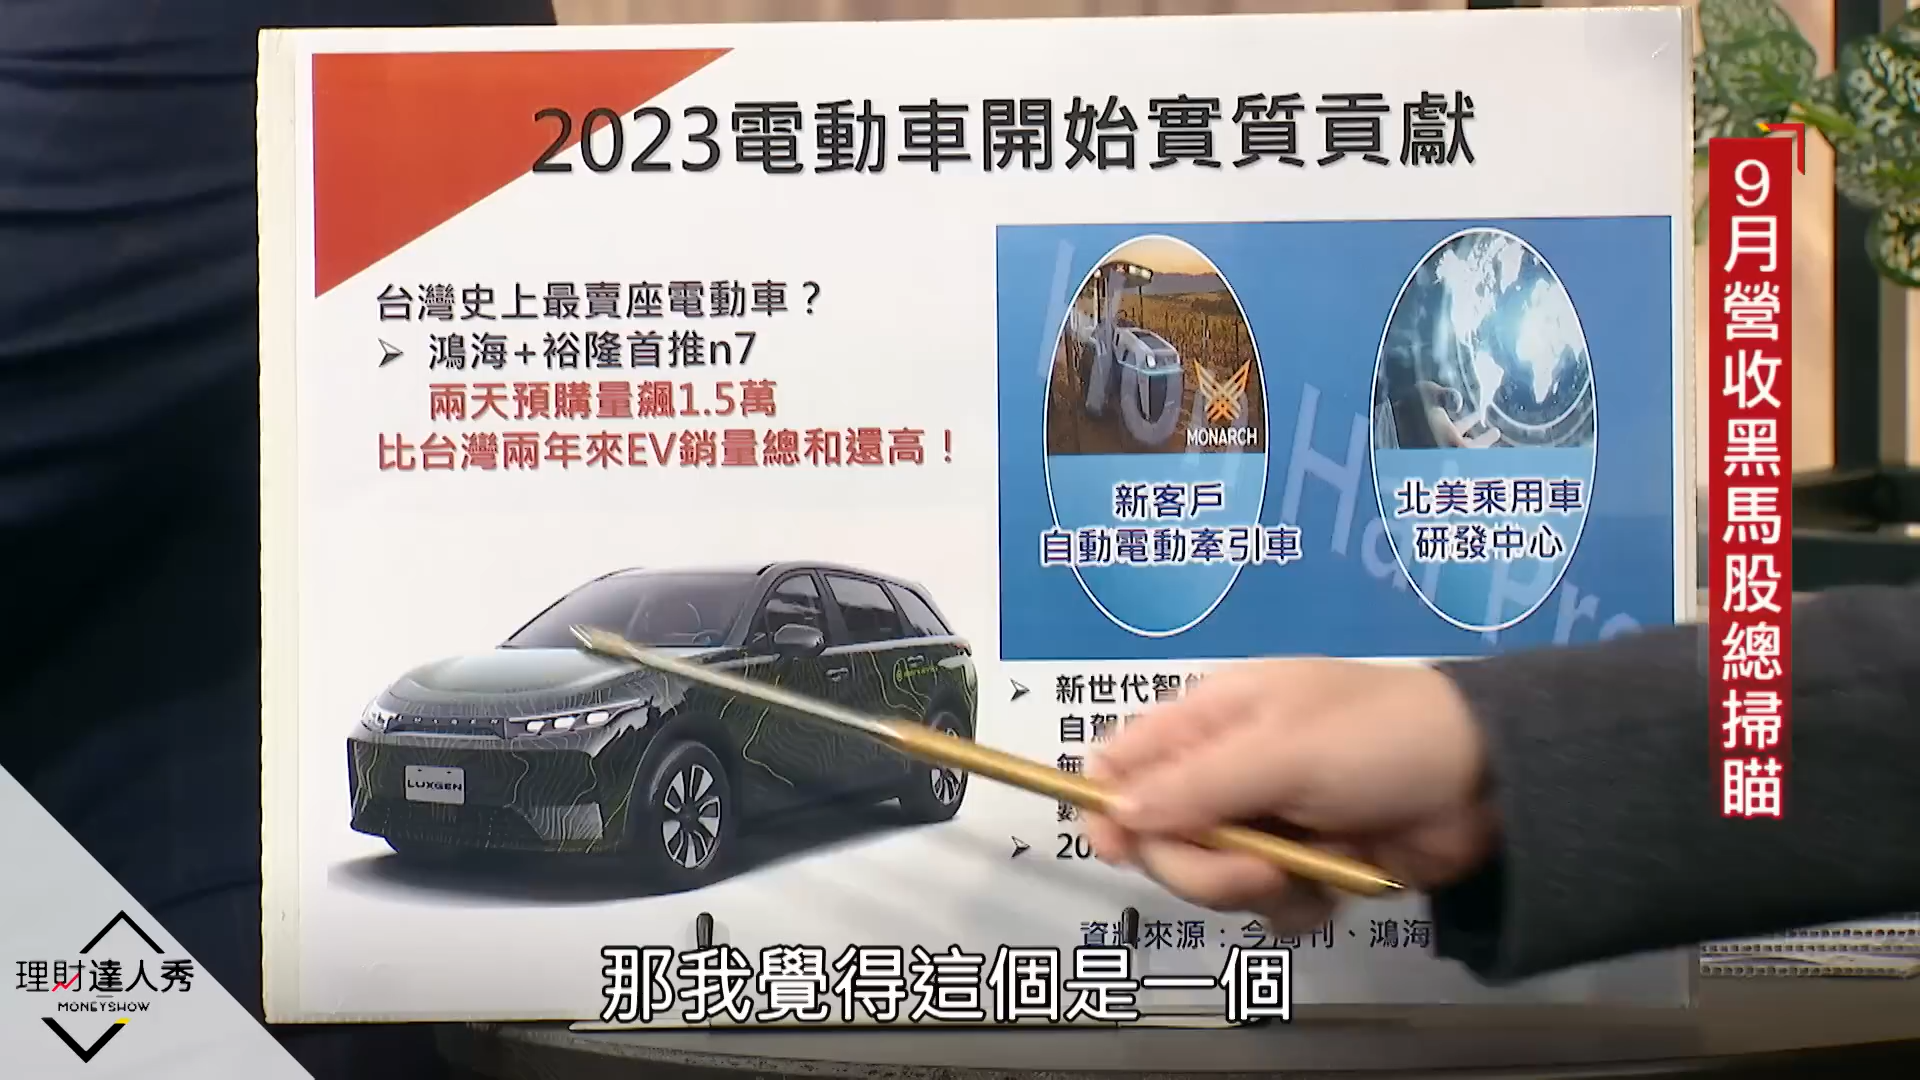 2023電動車開始實質貢獻
台灣史上最賣座電動車？
➢ 鴻海+裕隆首推n7
兩天預購量飆1.5萬
比台灣兩年來EV銷量總和還高！
MONARCH
新客戶
自動電動牽引車
北美乘用車
研發中心
➢ 新世代智
自駕
➢ 20
LUXGEN
資料來源：今周刊、鴻海
9月營收黑馬股總掃瞄
理財達人秀
MONEYSHOW
那我覺得這個是一個